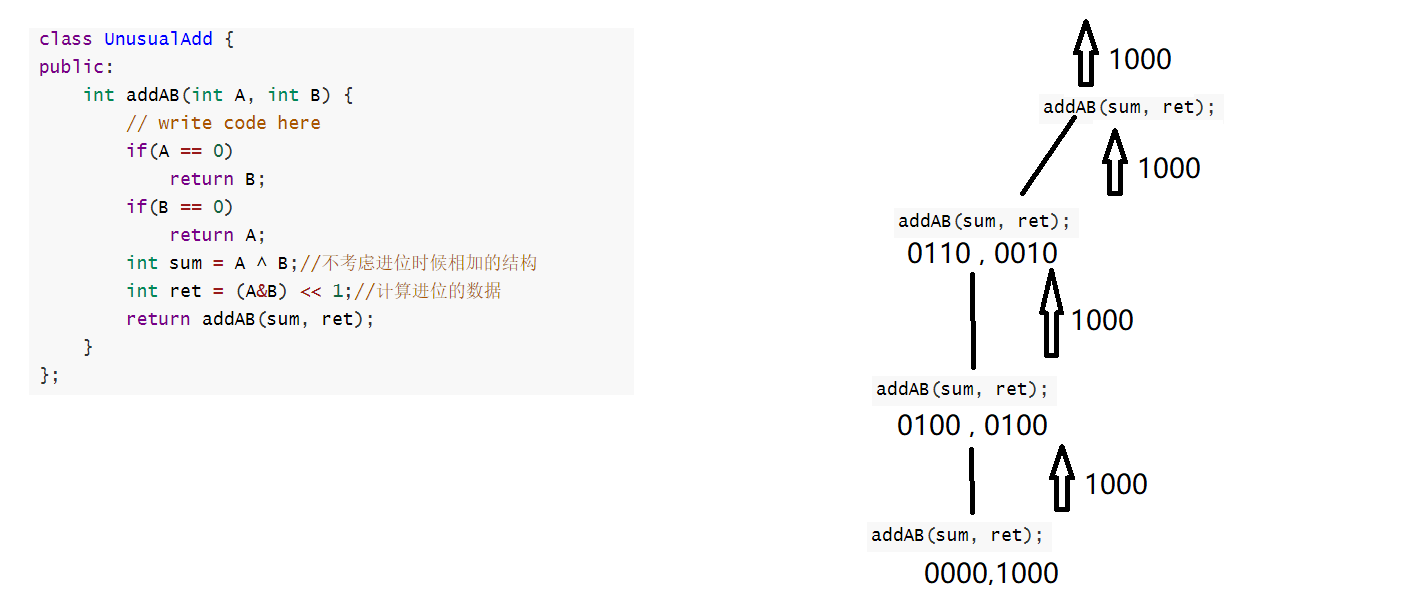 class UnusualAdd {
public:
    int addAB(int A, int B) {
        // write code here
        if(A == 0)
            return B;
        if(B == 0)
            return A;
        int sum = A ^ B;//不考虑进位时候相加的结构
        int ret = (A&B) << 1;//计算进位的数据
        return addAB(sum, ret);
    }
};
1000
addAB(sum, ret);
1000
addAB(sum, ret);
0110 , 0010
1000
addAB(sum, ret);
0100 , 0100
1000
addAB(sum, ret);
0000,1000